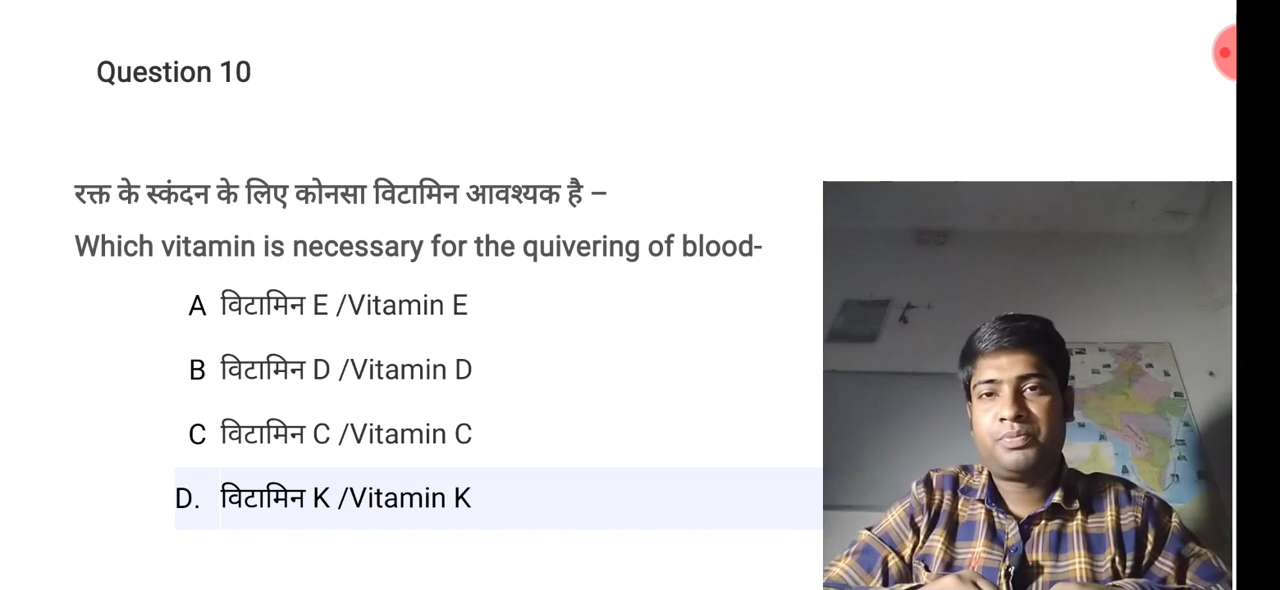 Question 10
रक्त के स्कंदन के लिए कोनसा विटामिन आवश्यक है –
Which vitamin is necessary for the quivering of blood-
A विटामिन E /Vitamin E
B विटामिन D /Vitamin D
C विटामिन C /Vitamin C
D. विटामिन K /Vitamin K